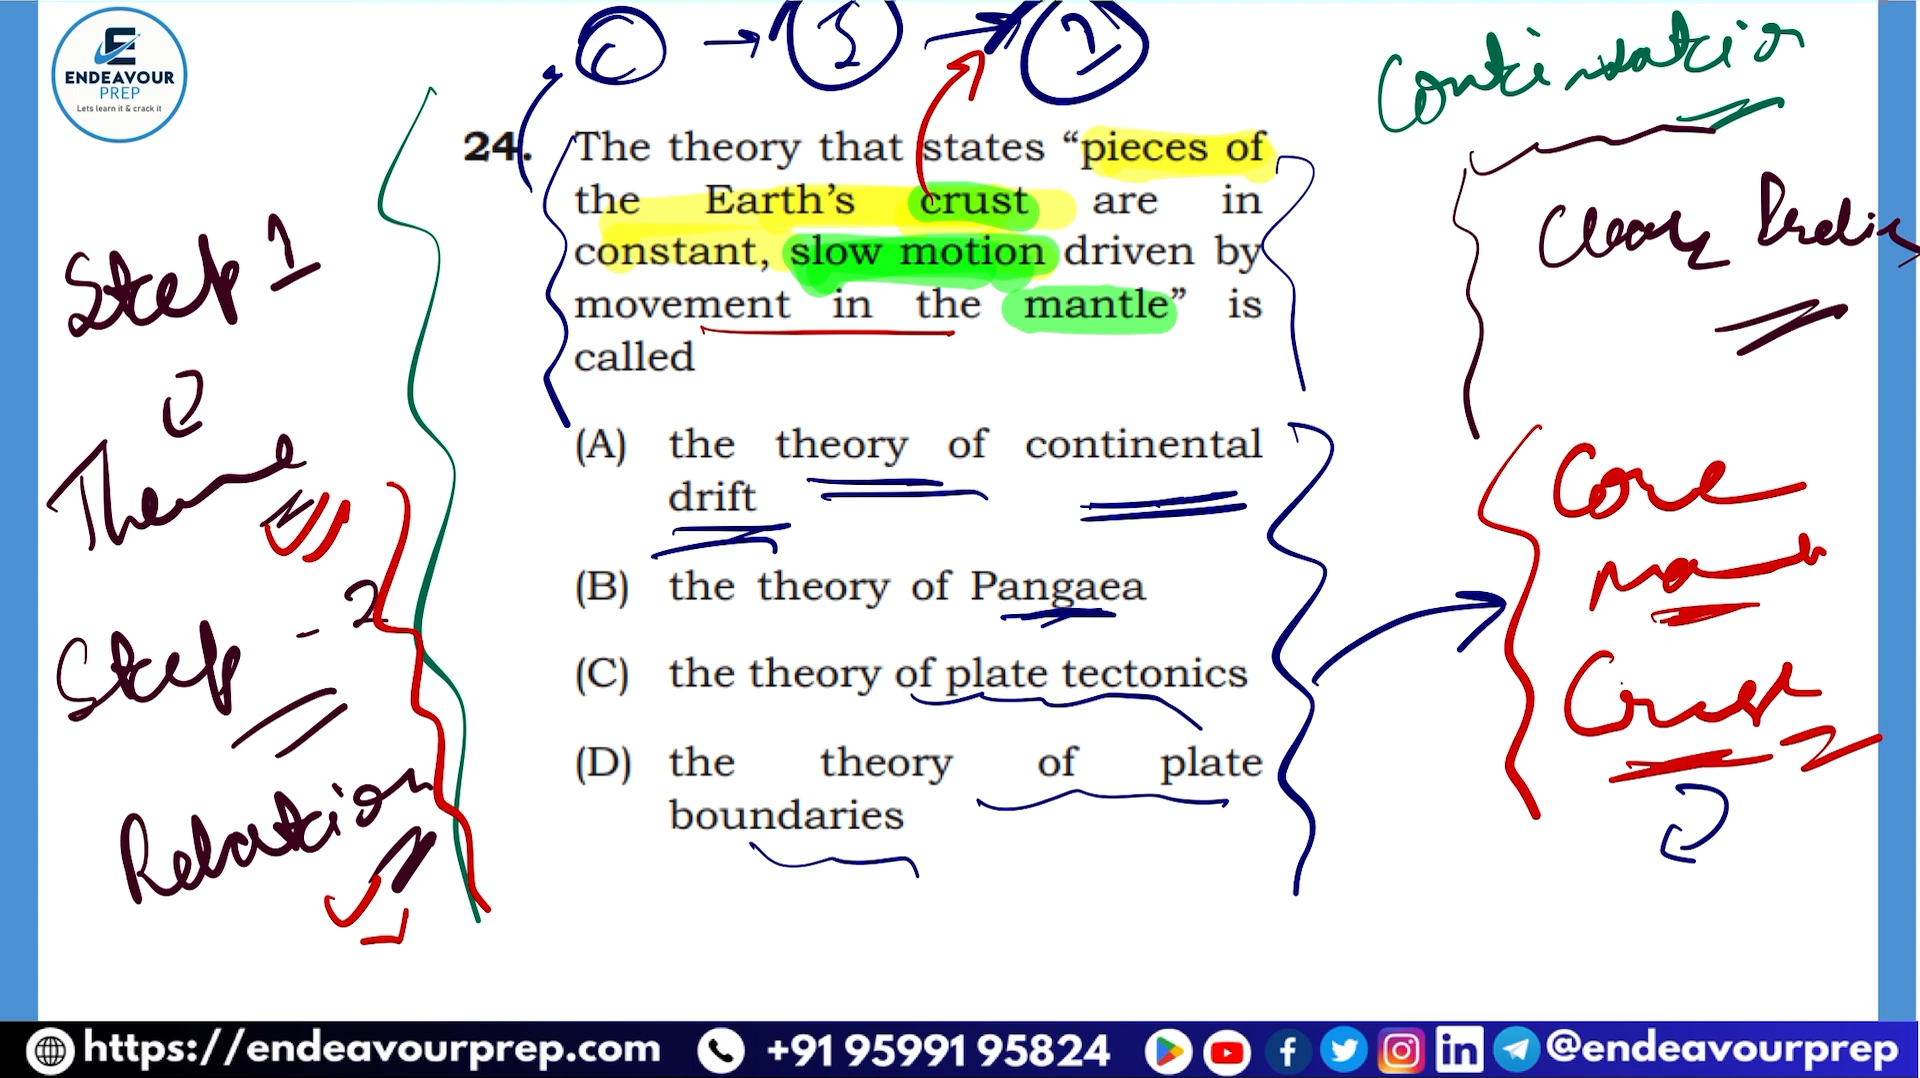 ENDEAVOUR
PREP
Lets learn it & crack it
24. The theory that states “pieces of
the Earth’s crust are in
constant, slow motion driven by
movement in the mantle” is
called
(A) the theory of continental
drift
(B) the theory of Pangaea
(C) the theory of plate tectonics
(D) the theory of plate
boundaries
Step 1
Theme
Step - 2
Relation
Core
Crust
https://endeavourprep.com
+91 95991 95824
@endeavourprep